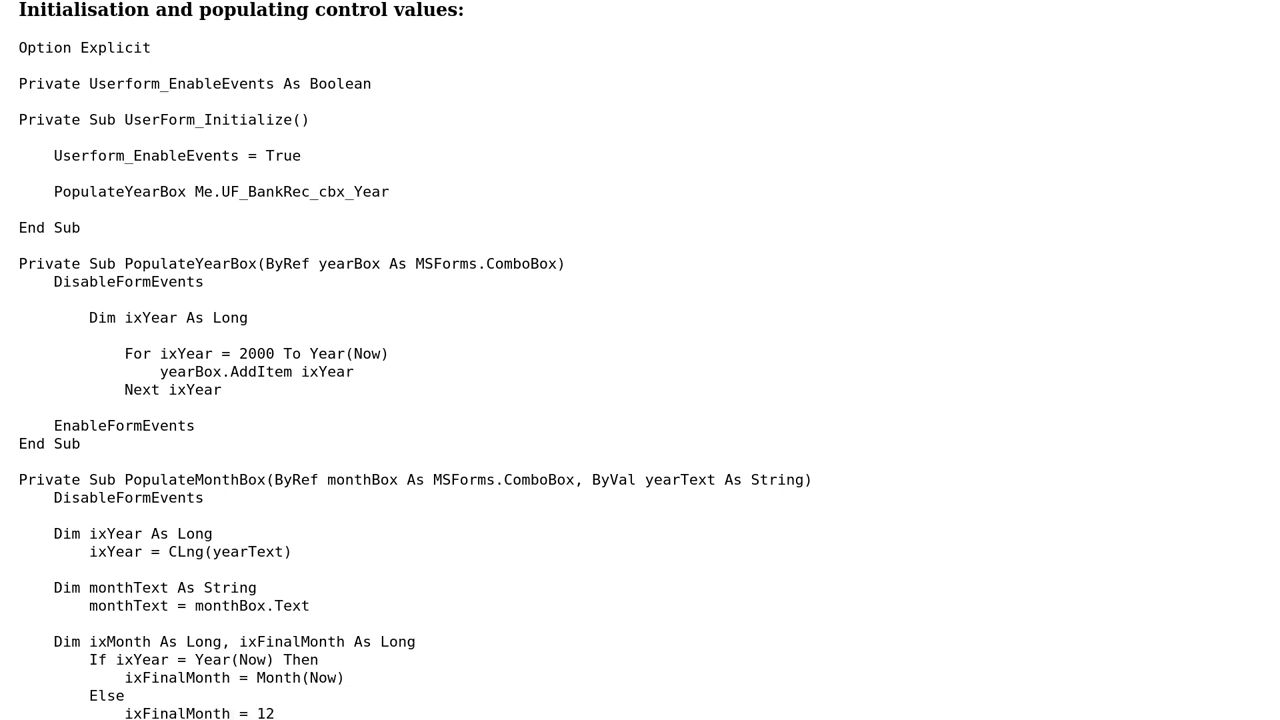 Initialisation and populating control values:
Option Explicit
Private Userform_EnableEvents As Boolean
Private Sub UserForm_Initialize()
    Userform_EnableEvents = True
    PopulateYearBox Me.UF_BankRec_cbx_Year
End Sub
Private Sub PopulateYearBox(ByRef yearBox As MSForms.ComboBox)
    DisableFormEvents
        Dim ixYear As Long
            For ixYear = 2000 To Year(Now)
                yearBox.AddItem ixYear
            Next ixYear
    EnableFormEvents
End Sub
Private Sub PopulateMonthBox(ByRef monthBox As MSForms.ComboBox, ByVal yearText As String)
    DisableFormEvents
    Dim ixYear As Long
        ixYear = CLng(yearText)
    Dim monthText As String
        monthText = monthBox.Text
    Dim ixMonth As Long, ixFinalMonth As Long
        If ixYear = Year(Now) Then
            ixFinalMonth = Month(Now)
        Else
            ixFinalMonth = 12